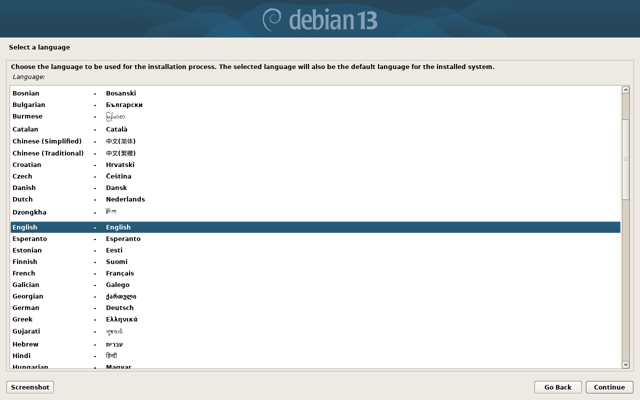 debian 13
Select a language
Choose the language to be used for the installation process. The selected language will also be the default language for the installed system.
Language:
Bosnian - Bosanski
Bulgarian - Български
Burmese - မြန်မာစာ
Catalan - Català
Chinese (Simplified) - 中文(简体)
Chinese (Traditional) - 中文(繁體)
Croatian - Hrvatski
Czech - Čeština
Danish - Dansk
Dutch - Nederlands
Dzongkha - རྫོང་ཁ།
English - English
Esperanto - Esperanto
Estonian - Eesti
Finnish - Suomi
French - Français
Galician - Galego
Georgian - ქართული
German - Deutsch
Greek - Ελληνικά
Gujarati - ગુજરાતી
Hebrew - עברית
Hindi - हिन्दी
Hungarian - Magyar
Screenshot
Go Back
Continue